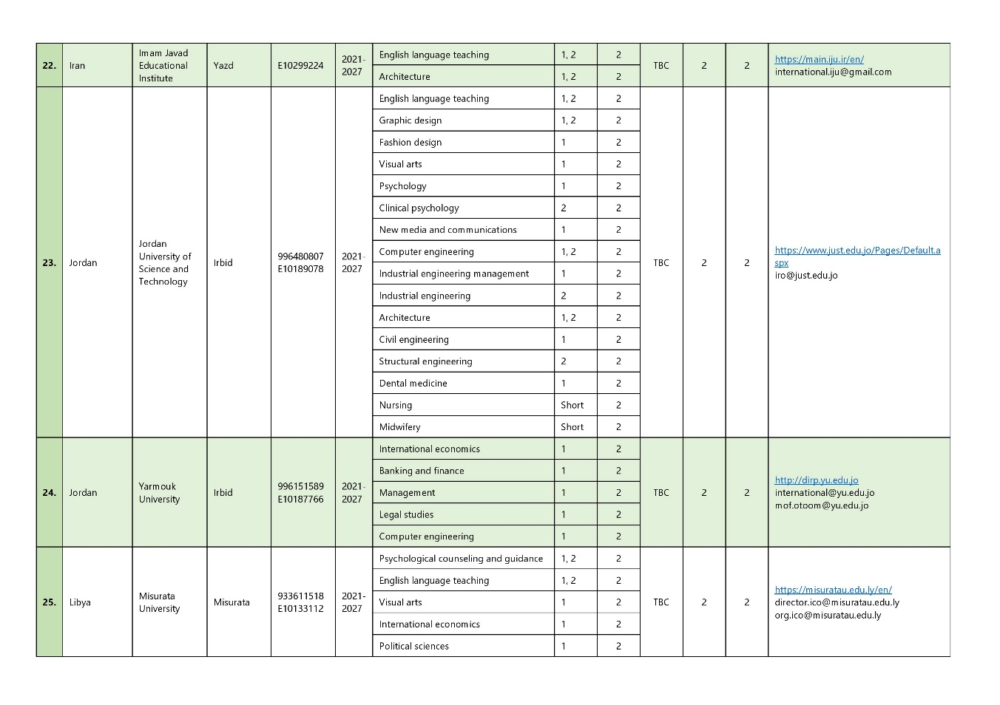 22.
Iran
Imam Javad
Educational
Institute
Yazd
E10299224
2021-
2027
English language teaching 1, 2 2
Architecture 1, 2 2
TBC
2
2
https://main.iju.ir/en/
international.iju@gmail.com
23.
Jordan
Jordan
University of
Science and
Technology
Irbid
996480807
E10189078
2021-
2027
English language teaching 1, 2 2
Graphic design 1, 2 2
Fashion design 1 2
Visual arts 1 2
Psychology 1 2
Clinical psychology 2 2
New media and communications 1 2
Computer engineering 1, 2 2
Industrial engineering management 1 2
Industrial engineering 2 2
Architecture 1, 2 2
Civil engineering 1 2
Structural engineering 2 2
Dental medicine 1 2
Nursing Short 2
Midwifery Short 2
TBC
2
2
https://www.just.edu.jo/Pages/Default.a
spx
iro@just.edu.jo
24.
Jordan
Yarmouk
University
Irbid
996151589
E10187766
2021-
2027
International economics 1 2
Banking and finance 1 2
Management 1 2
Legal studies 1 2
Computer engineering 1 2
TBC
2
2
http://dirp.yu.edu.jo
international@yu.edu.jo
mof.otoom@yu.edu.jo
25.
Libya
Misurata
University
Misurata
933611518
E10133112
2021-
2027
Psychological counseling and guidance 1, 2 2
English language teaching 1, 2 2
Visual arts 1 2
International economics 1 2
Political sciences 1 2
TBC
2
2
https://misuratau.edu.ly/en/
director.ico@misuratau.edu.ly
org.ico@misuratau.edu.ly